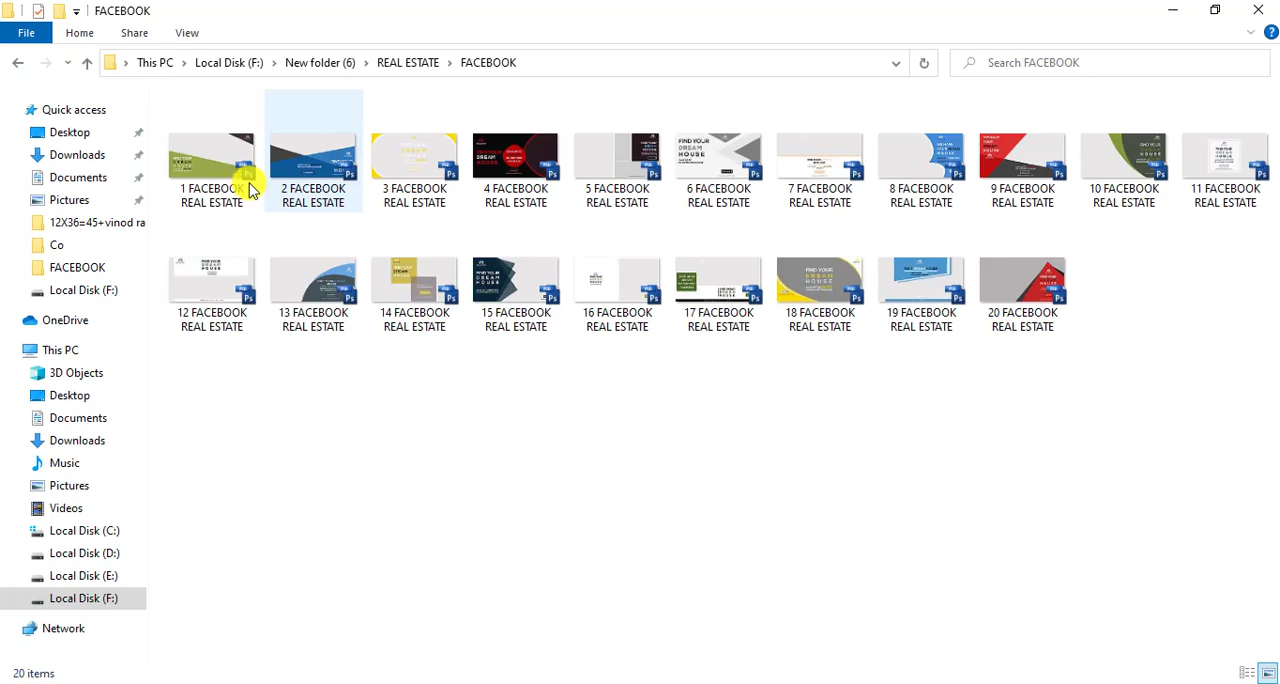 FACEBOOK
File Home Share View
This PC Local Disk (F:) New folder (6) REAL ESTATE FACEBOOK
Search FACEBOOK
Quick access
Desktop
Downloads
Documents
Pictures
12X36=45+vinod ra
Co
FACEBOOK
Local Disk (F:)
OneDrive
This PC
3D Objects
Desktop
Documents
Downloads
Music
Pictures
Videos
Local Disk (C:)
Local Disk (D:)
Local Disk (E:)
Local Disk (F:)
Network
1 FACEBOOK
REAL ESTATE
2 FACEBOOK
REAL ESTATE
3 FACEBOOK
REAL ESTATE
4 FACEBOOK
REAL ESTATE
5 FACEBOOK
REAL ESTATE
6 FACEBOOK
REAL ESTATE
7 FACEBOOK
REAL ESTATE
8 FACEBOOK
REAL ESTATE
9 FACEBOOK
REAL ESTATE
10 FACEBOOK
REAL ESTATE
11 FACEBOOK
REAL ESTATE
12 FACEBOOK
REAL ESTATE
13 FACEBOOK
REAL ESTATE
14 FACEBOOK
REAL ESTATE
15 FACEBOOK
REAL ESTATE
16 FACEBOOK
REAL ESTATE
17 FACEBOOK
REAL ESTATE
18 FACEBOOK
REAL ESTATE
19 FACEBOOK
REAL ESTATE
20 FACEBOOK
REAL ESTATE
20 items